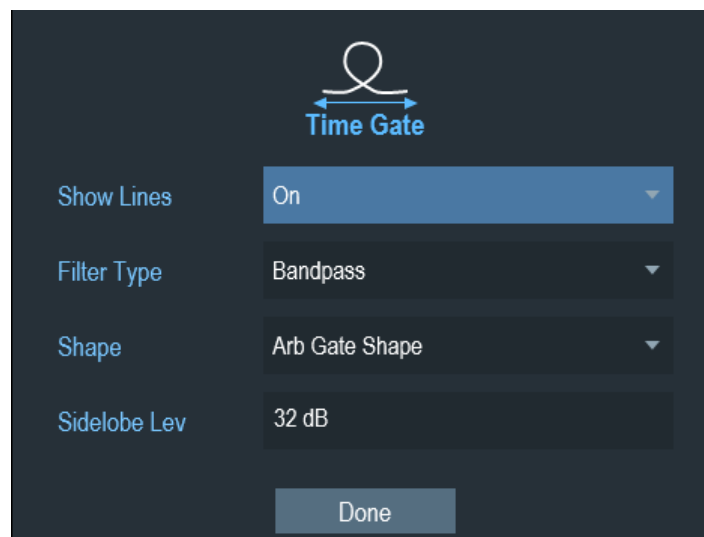 Time Gate
Show Lines On
Filter Type Bandpass
Shape Arb Gate Shape
Sidelobe Lev 32 dB
Done